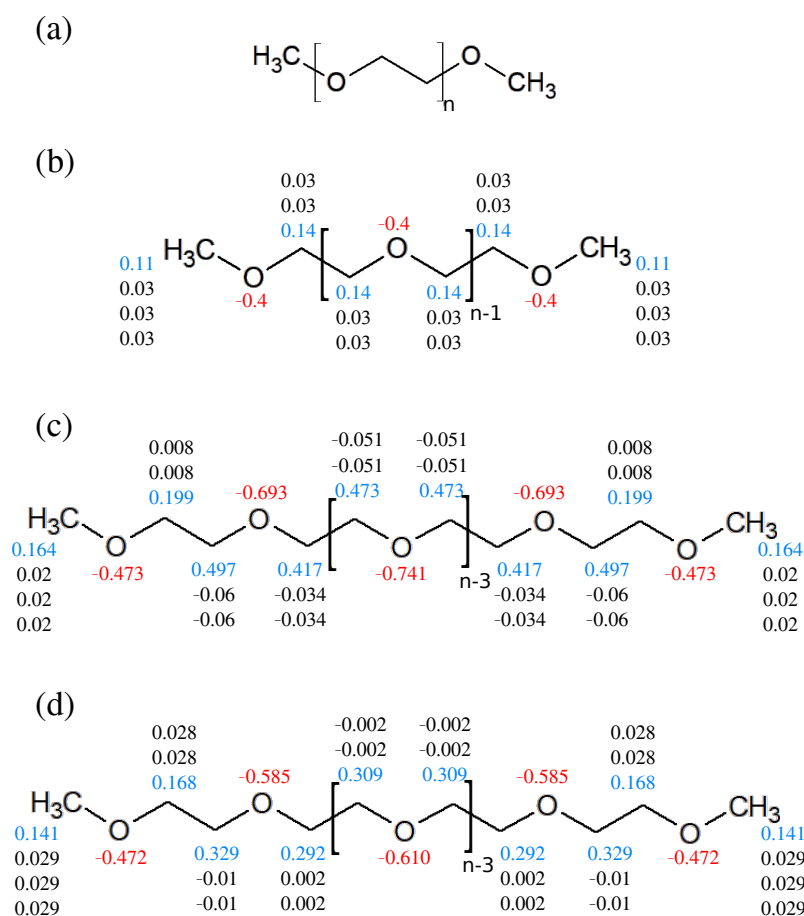 (a)
H₃C O O CH₃
n
(b)
0.03 0.03
0.03 0.03
0.14 -0.4 0.14
H₃C O O O CH₃
0.11 -0.4 0.14 0.14 n-1 -0.4 0.11
0.03 0.03 0.03 0.03
0.03 0.03 0.03 0.03
0.03 0.03
(c)
-0.051 -0.051
0.008 -0.051 -0.051 0.008
0.008 0.473 0.473 0.008
0.199 -0.693 -0.693 0.199
H₃C O O O O O CH₃
0.164 -0.473 0.497 0.417 -0.741 n-3 0.417 0.497 -0.473 0.164
0.02 -0.06 -0.034 -0.034 -0.06 0.02
0.02 -0.06 -0.034 -0.034 -0.06 0.02
0.02 0.02
(d)
-0.002 -0.002
0.028 -0.002 -0.002 0.028
0.028 0.309 0.309 0.028
0.168 -0.585 -0.585 0.168
H₃C O O O O O CH₃
0.141 -0.472 0.329 0.292 -0.610 n-3 0.292 0.329 -0.472 0.141
0.029 -0.01 0.002 0.002 -0.01 0.029
0.029 -0.01 0.002 0.002 -0.01 0.029
0.029 0.029